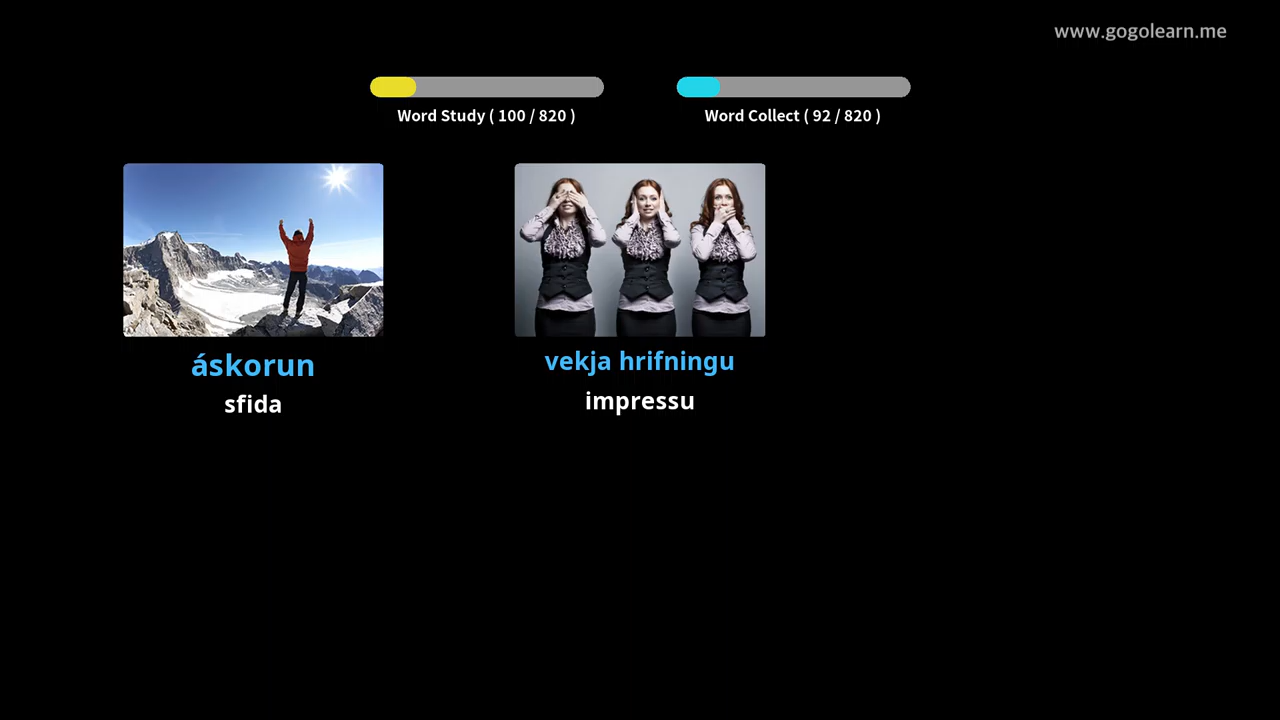 www.gogolearn.me
Word Study ( 100 / 820 )
Word Collect ( 92 / 820 )
áskorun
sfida
vekja hrifningu
impressu